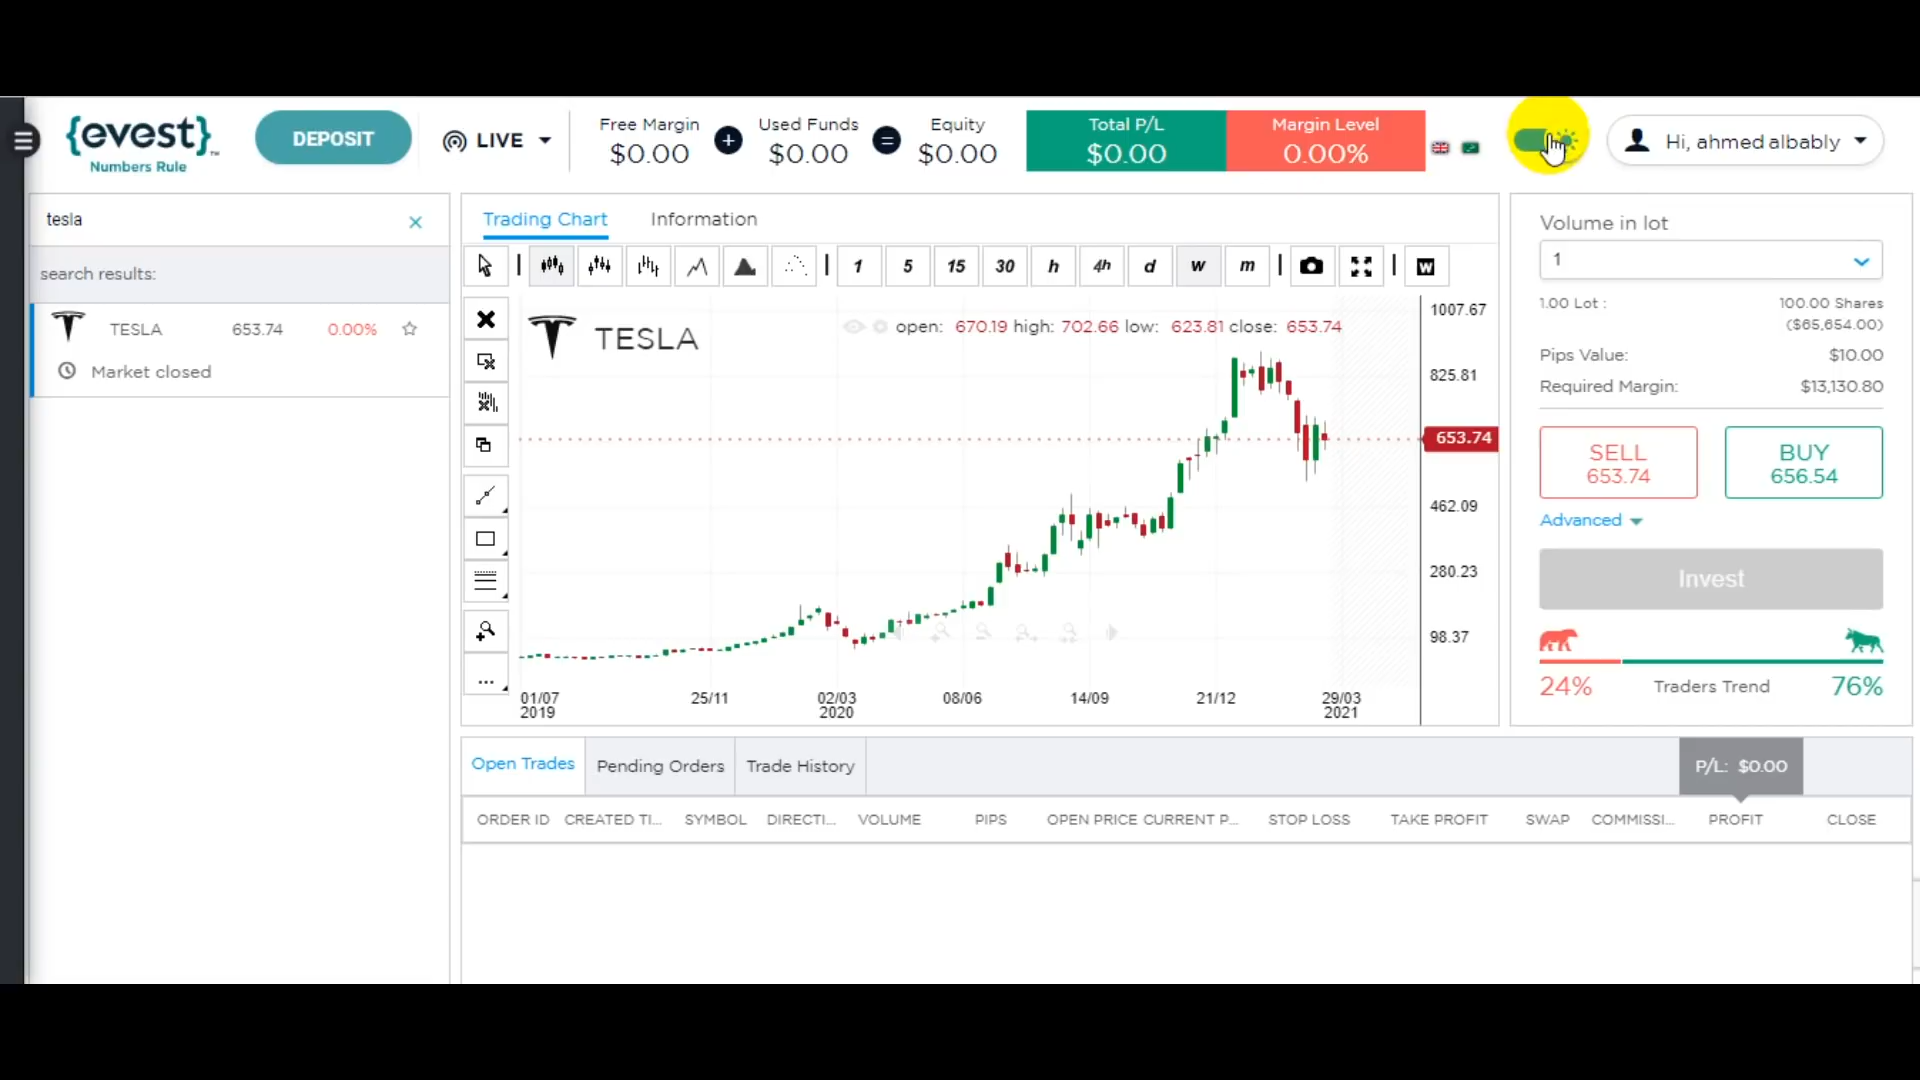 {evest}™
Numbers Rule
DEPOSIT
LIVE
Free Margin
$0.00
Used Funds
$0.00
Equity
$0.00
Total P/L
$0.00
Margin Level
0.00%
Hi, ahmed albably
tesla
search results:
TESLA 653.74 0.00%
Market closed
Trading Chart Information
1 5 15 30 h 4h d w m W
TESLA
open: 670.19 high: 702.66 low: 623.81 close: 653.74
1007.67
825.81
653.74
462.09
280.23
98.37
01/07 25/11 02/03 08/06 14/09 21/12 29/03
2019 2020 2021
Volume in lot
1
1.00 Lot : 100.00 Shares
($65,654.00)
Pips Value: $10.00
Required Margin: $13,130.80
SELL
653.74
BUY
656.54
Advanced
Invest
24% Traders Trend 76%
Open Trades Pending Orders Trade History P/L: $0.00
ORDER ID CREATED TI... SYMBOL DIRECTI... VOLUME PIPS OPEN PRICE CURRENT P... STOP LOSS TAKE PROFIT SWAP COMMISSI... PROFIT CLOSE